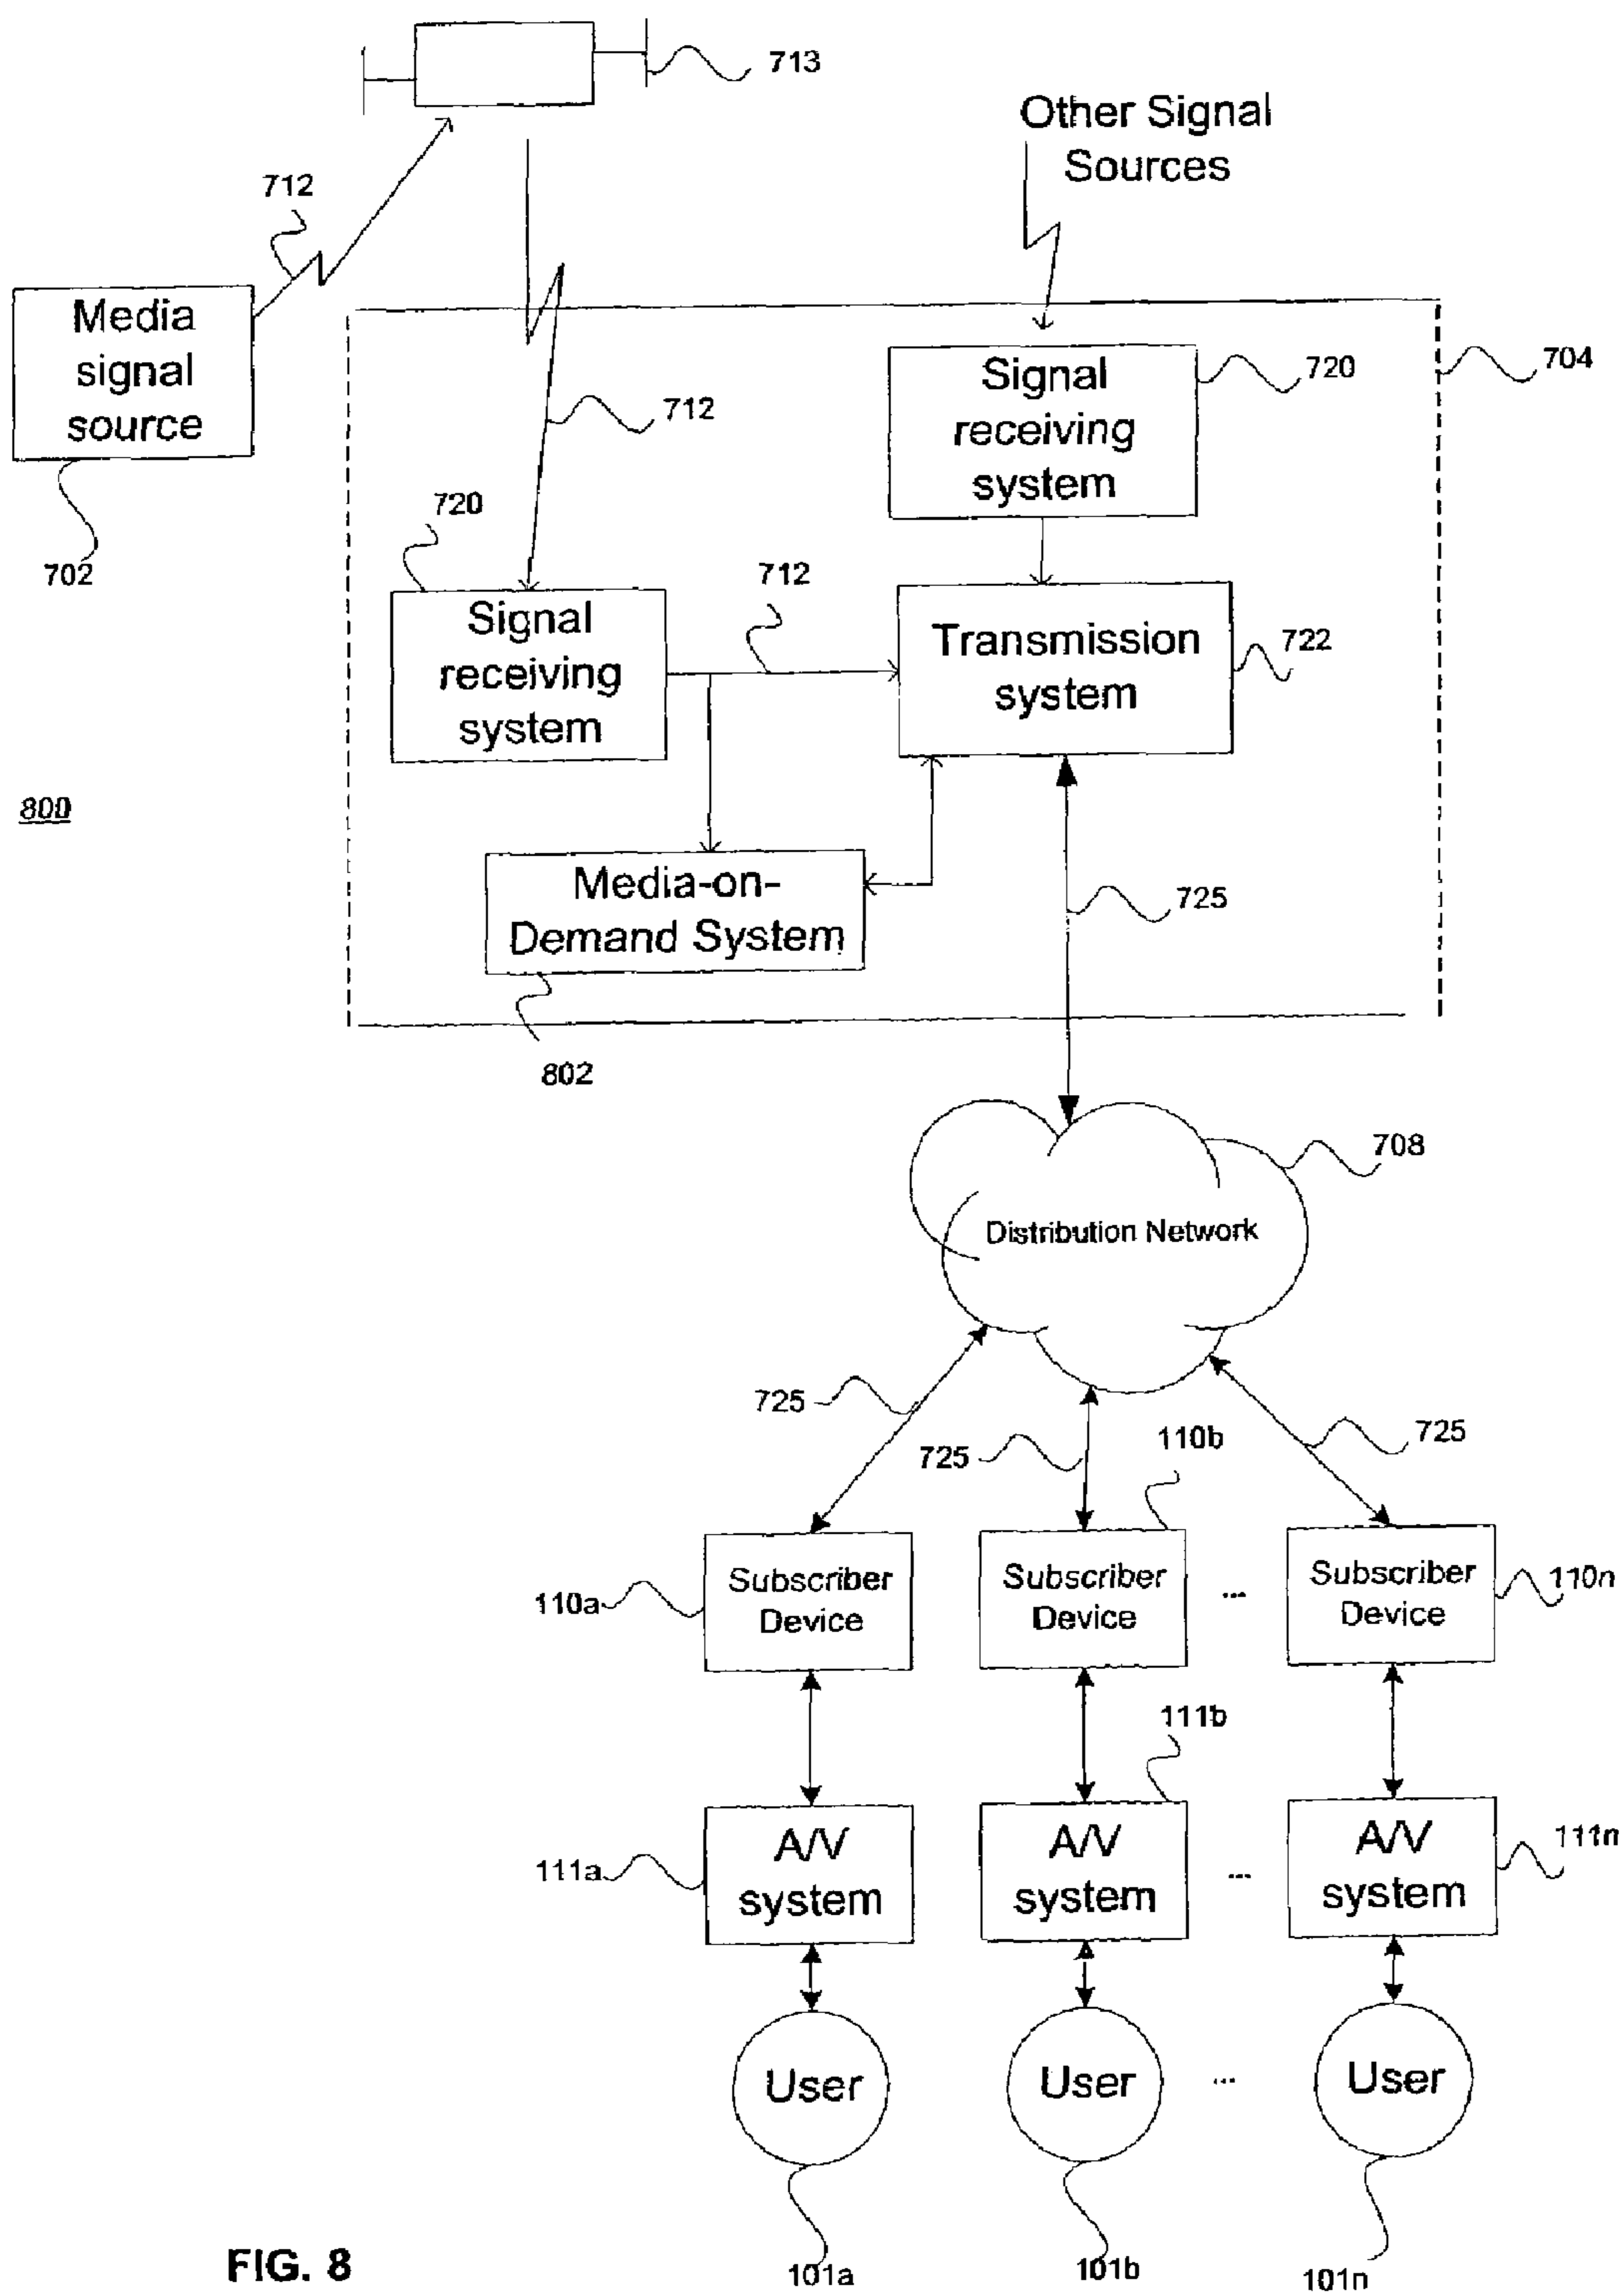 713
Other Signal
Sources
712
Media
signal
source
702
712
Signal
receiving
system
720
704
720
Signal
receiving
system
712
Transmission
system
722
800
Media-on-
Demand System
802
725
708
Distribution Network
725
725
110b
725
110a
Subscriber
Device
Subscriber
Device
...
Subscriber
Device
110n
111b
111a
A/V
system
A/V
system
...
A/V
system
111n
User
User
...
User
101a
101b
101n
FIG. 8